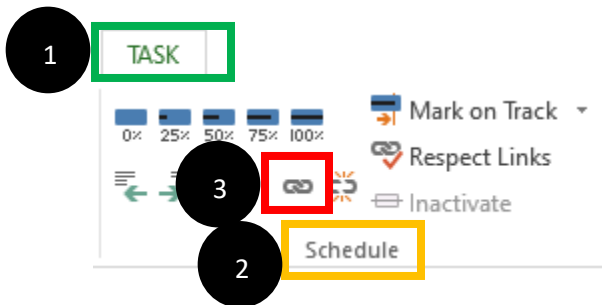 1 TASK
0% 25% 50% 75% 100% Mark on Track
Respect Links
3 Inactivate
2 Schedule